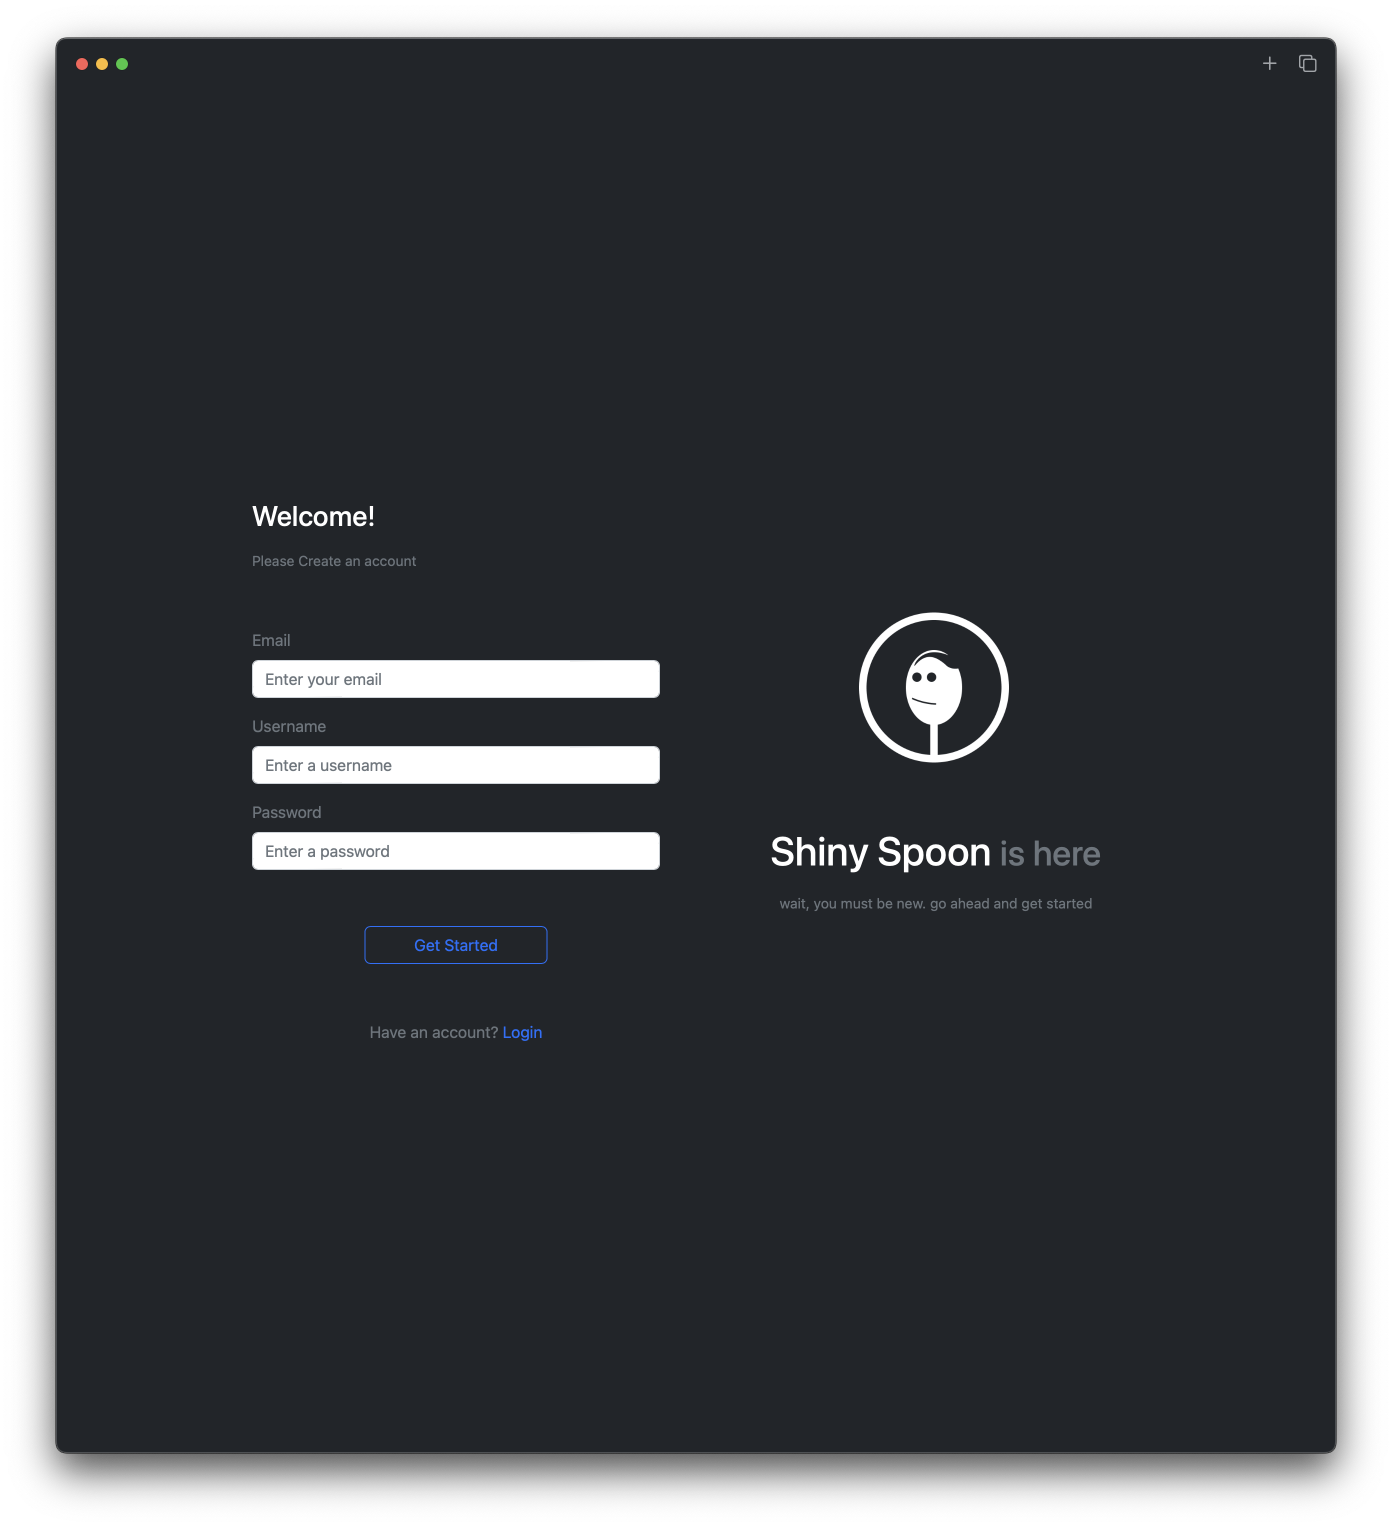 Welcome!
Please Create an account
Email
Enter your email
Username
Enter a username
Password
Enter a password
Get Started
Have an account? Login
Shiny Spoon is here
wait, you must be new. go ahead and get started